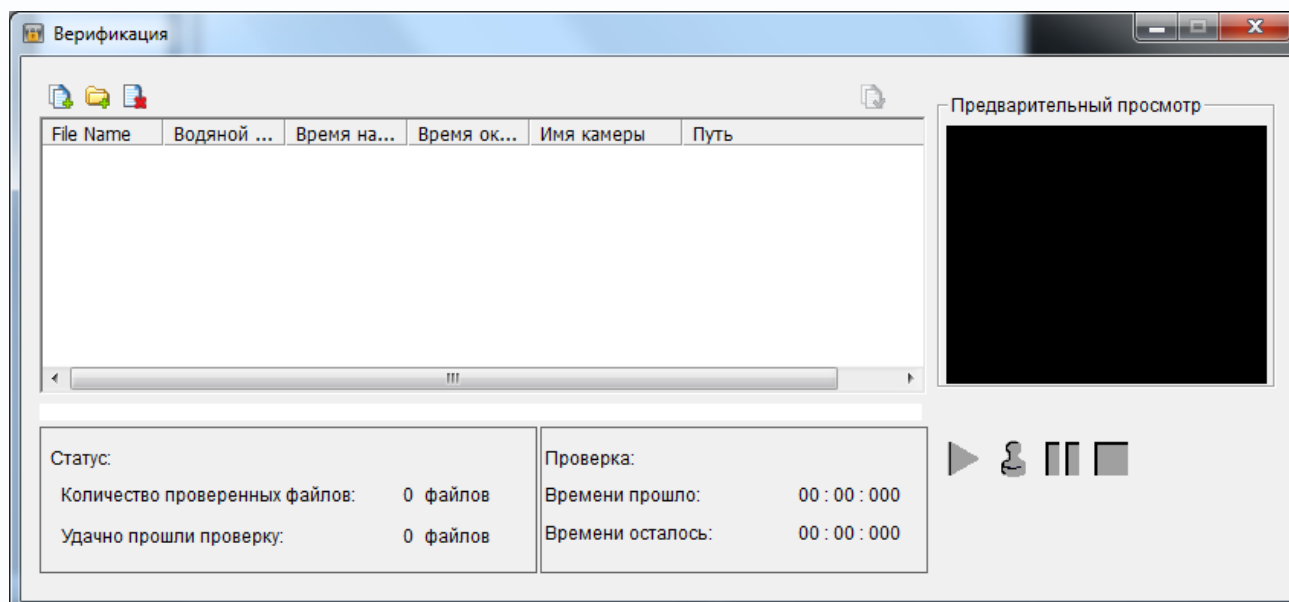 Верификация
Предварительный просмотр
File Name Водяной ... Время на... Время ок... Имя камеры Путь
Статус:
Количество проверенных файлов: 0 файлов
Удачно прошли проверку: 0 файлов
Проверка:
Времени прошло: 00 : 00 : 000
Времени осталось: 00 : 00 : 000